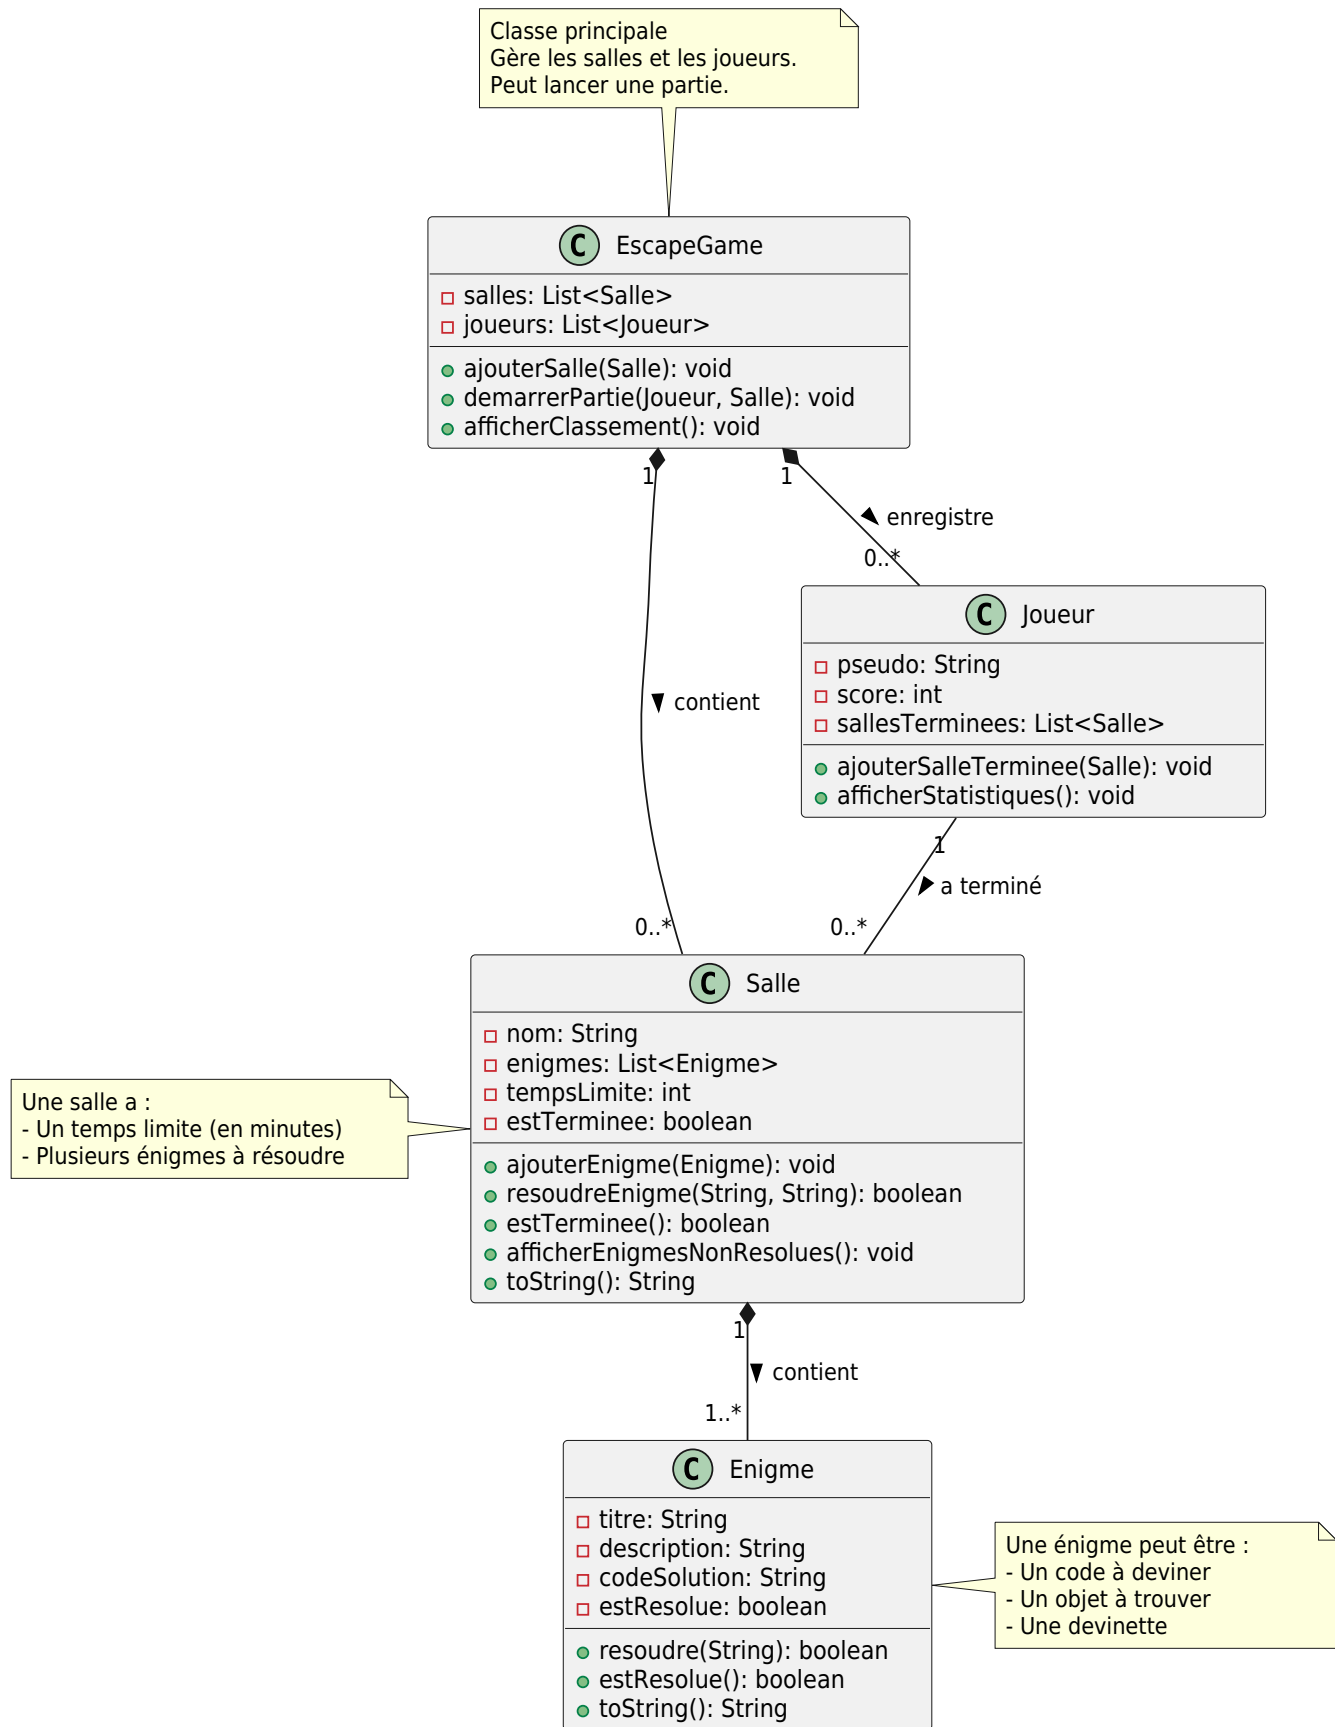 Classe principale
Gère les salles et les joueurs.
Peut lancer une partie.
C EscapeGame
salles: List<Salle>
joueurs: List<Joueur>
ajouterSalle(Salle): void
demarrerPartie(Joueur, Salle): void
afficherClassement(): void
1
1
enregistre
0..*
C Joueur
pseudo: String
score: int
sallesTerminees: List<Salle>
ajouterSalleTerminee(Salle): void
afficherStatistiques(): void
contient
1
a terminé
0..*
0..*
C Salle
nom: String
enigmes: List<Enigme>
tempsLimite: int
estTerminee: boolean
ajouterEnigme(Enigme): void
resoudreEnigme(String, String): boolean
estTerminee(): boolean
afficherEnigmesNonResolues(): void
toString(): String
Une salle a :
- Un temps limite (en minutes)
- Plusieurs énigmes à résoudre
1
contient
1..*
C Enigme
titre: String
description: String
codeSolution: String
estResolue: boolean
resoudre(String): boolean
estResolue(): boolean
toString(): String
Une énigme peut être :
- Un code à deviner
- Un objet à trouver
- Une devinette